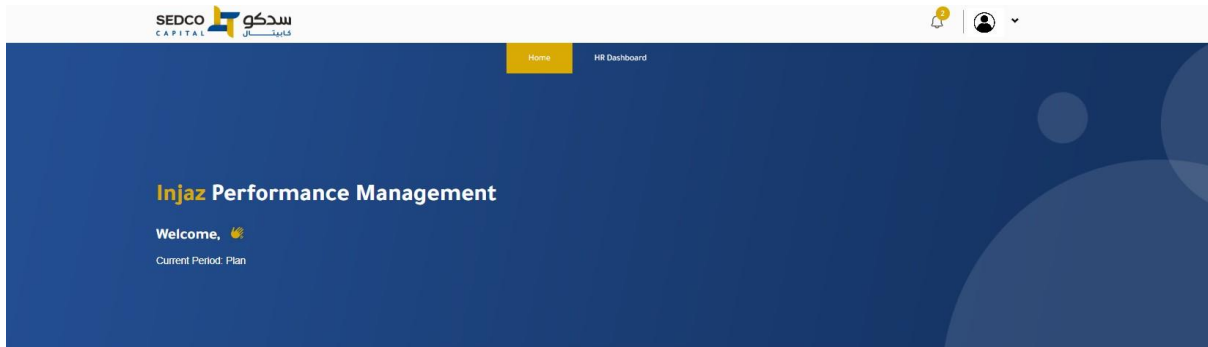 SEDCO سدكو
CAPITAL كابيتال
2
Home HR Dashboard
Injaz Performance Management
Welcome,
Current Period: Plan